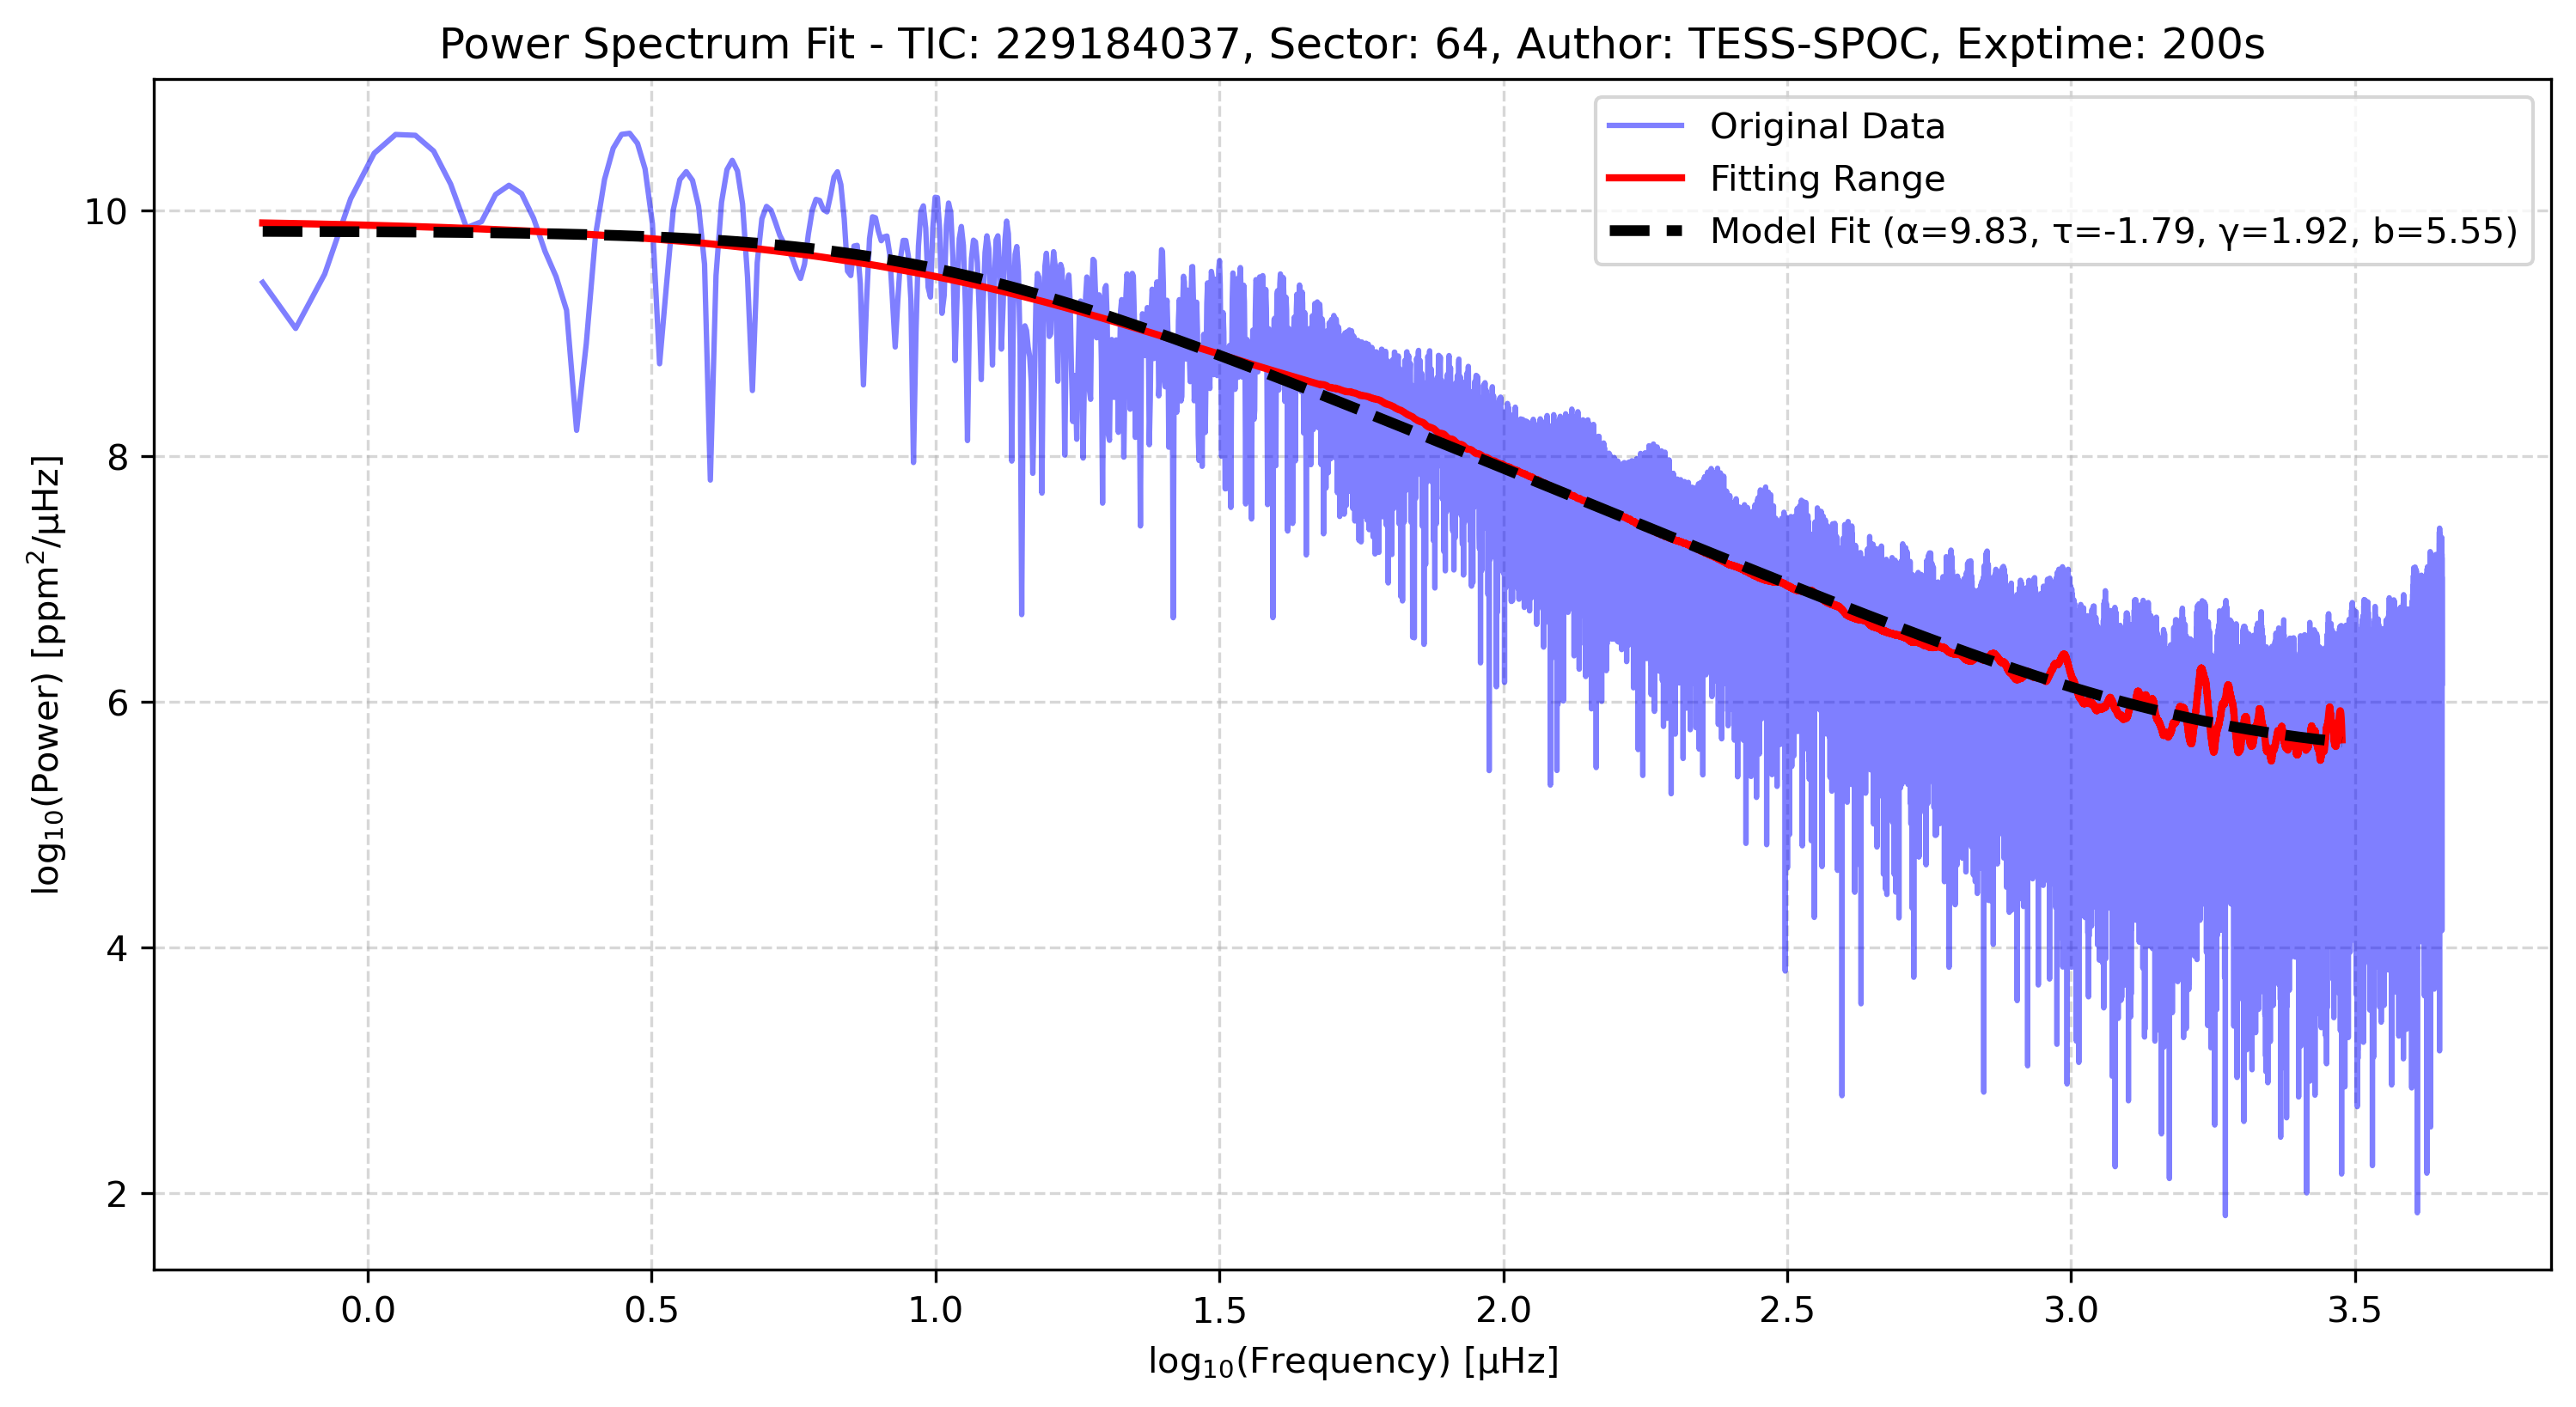 Power Spectrum Fit - TIC: 229184037, Sector: 64, Author: TESS-SPOC, Exptime: 200s
Original Data
Fitting Range
Model Fit (α=9.83, τ=-1.79, γ=1.92, b=5.55)
log₁₀(Power) [ppm²/μHz]
10
8
6
4
2
0.0 0.5 1.0 1.5 2.0 2.5 3.0 3.5
log₁₀(Frequency) [μHz]